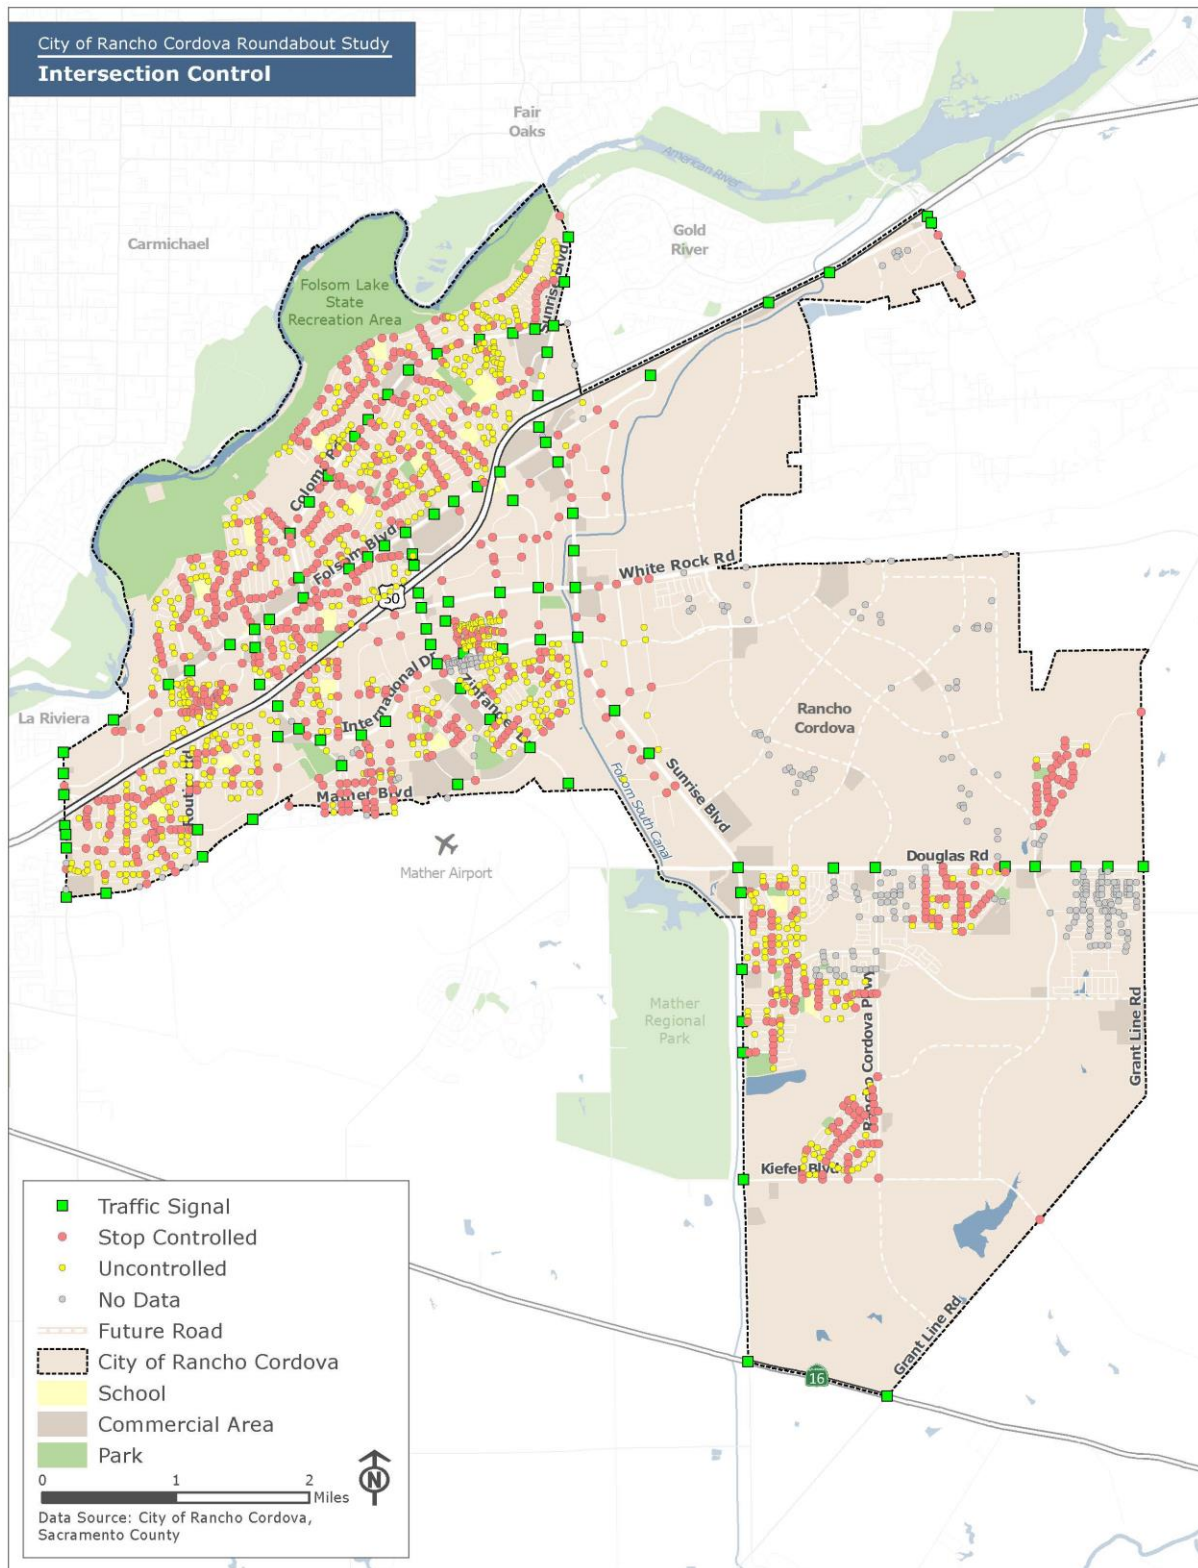 City of Rancho Cordova Roundabout Study
Intersection Control
Fair
Oaks
American River
Carmichael
Gold
River
Folsom Lake
State
Recreation Area
Sunrise Blvd
Coloma Rd
Folsom Blvd
50
White Rock Rd
International Dr
Zinfandel Dr
La Riviera
Rancho
Cordova
Routier Rd
Mather Blvd
Folsom South Canal
Sunrise Blvd
Mather Airport
Douglas Rd
Mather
Regional
Park
Rancho Cordova Pkwy
Grant Line Rd
Kiefer Blvd
Grant Line Rd
16
Traffic Signal
Stop Controlled
Uncontrolled
No Data
Future Road
City of Rancho Cordova
School
Commercial Area
Park
N
0 1 2
Miles
Data Source: City of Rancho Cordova,
Sacramento County